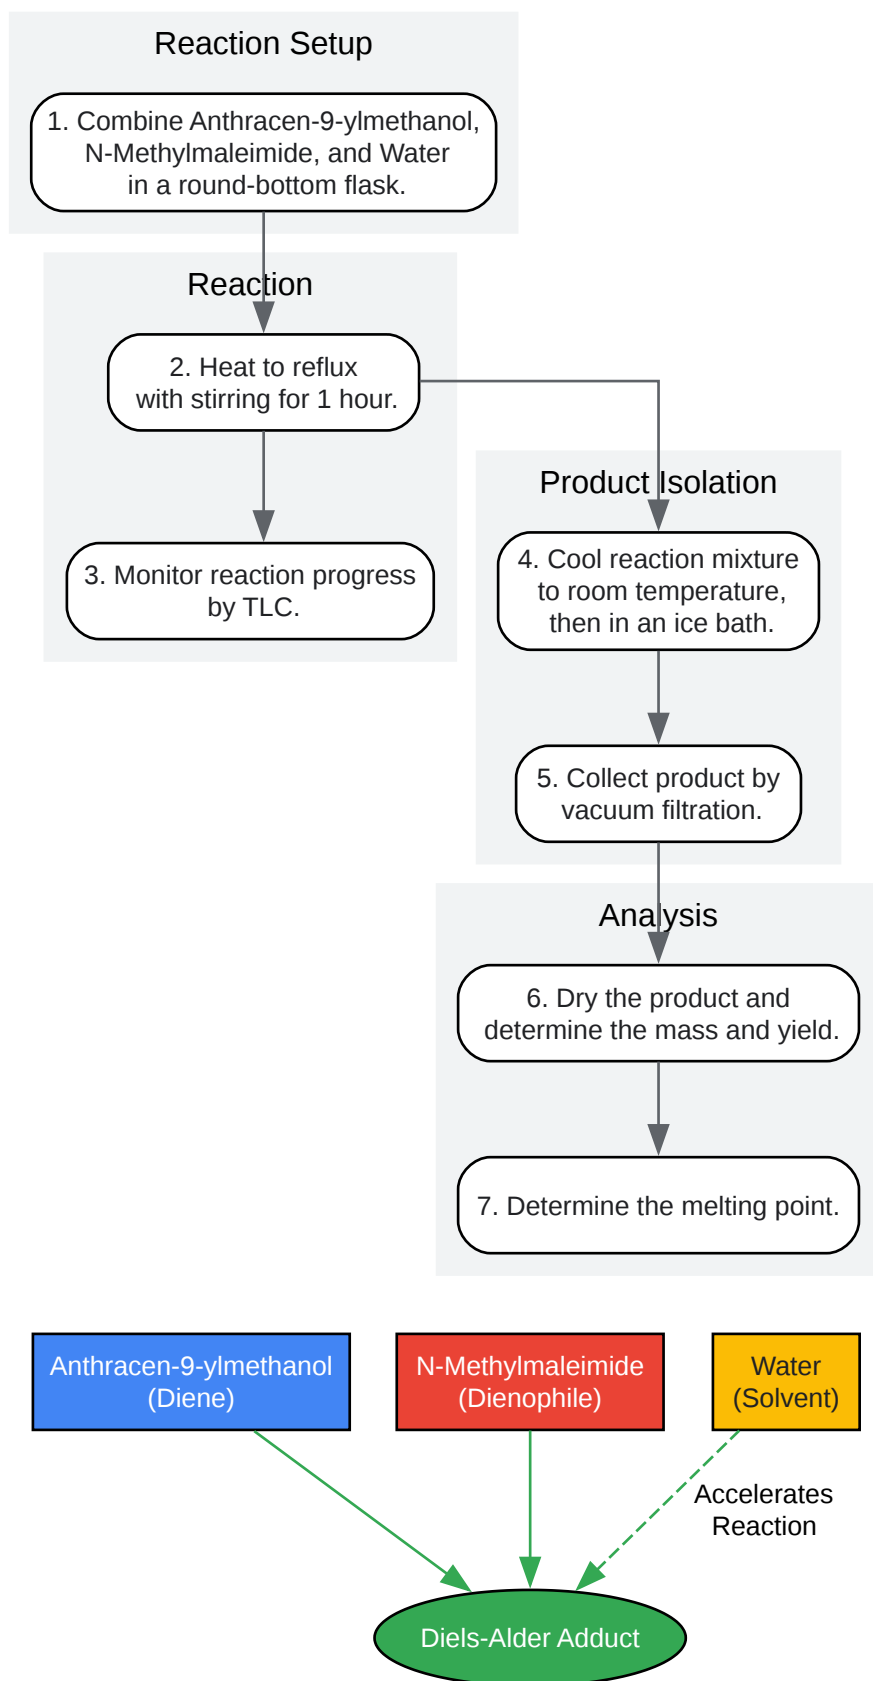 Reaction Setup
1. Combine Anthracen-9-ylmethanol,
N-Methylmaleimide, and Water
in a round-bottom flask.
Reaction
2. Heat to reflux
with stirring for 1 hour.
3. Monitor reaction progress
by TLC.
Product Isolation
4. Cool reaction mixture
to room temperature,
then in an ice bath.
5. Collect product by
vacuum filtration.
Analysis
6. Dry the product and
determine the mass and yield.
7. Determine the melting point.
Anthracen-9-ylmethanol
(Diene)
N-Methylmaleimide
(Dienophile)
Water
(Solvent)
Accelerates
Reaction
Diels-Alder Adduct